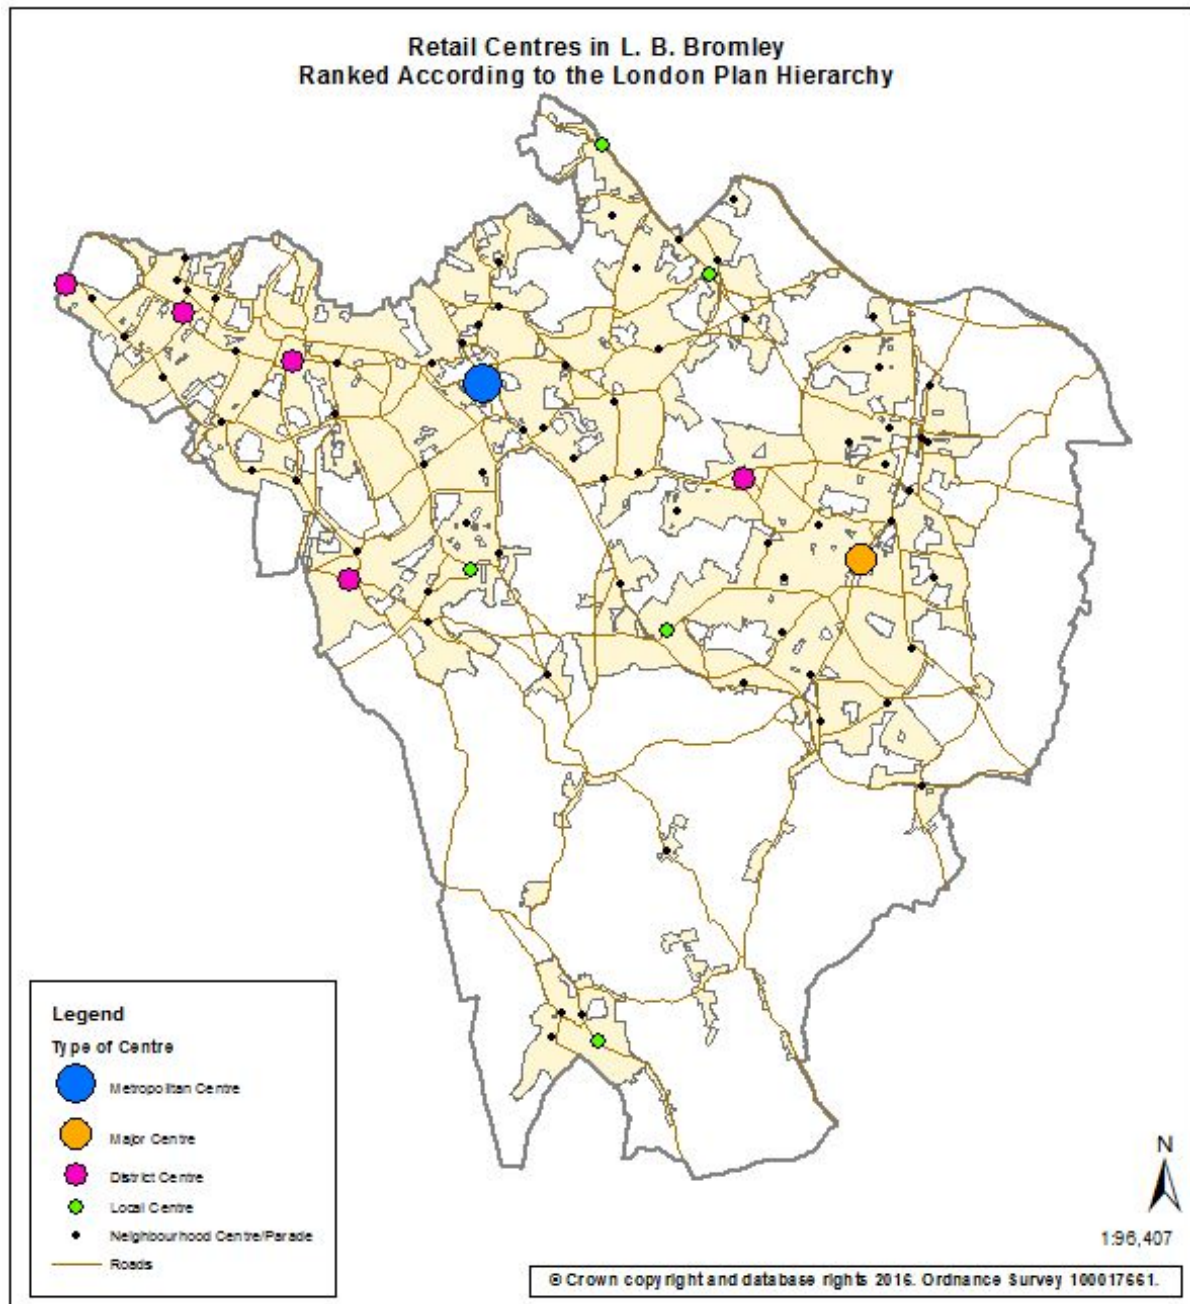 Retail Centres in L. B. Bromley
Ranked According to the London Plan Hierarchy
Legend
Type of Centre
Metropolitan Centre
Major Centre
District Centre
Local Centre
Neighbourhood Centre/Parade
Roads
N
1:96,407
© Crown copyright and database rights 2016. Ordnance Survey 100017661.